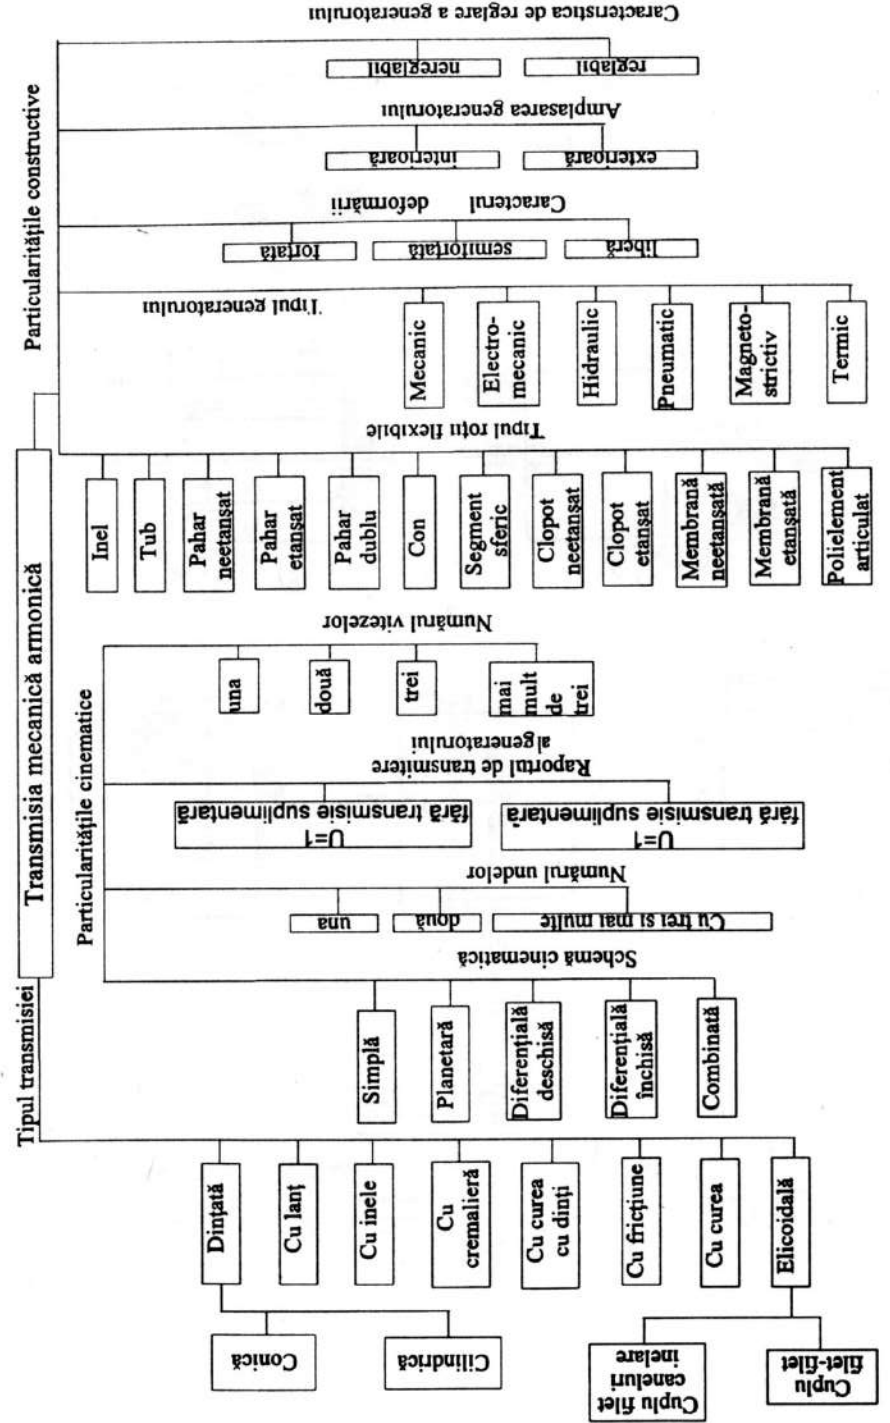 Transmisia mecanică armonică
Tipul transmisiei
Dințată
Conică
Cilindrică
Cu lanț
Cu inele
Cu
cremalieră
Cu curea
cu dinți
Cu fricțiune
Cu curea
Elicoidală
Cuplu filet
caneluri
inelare
Cuplu
filet-filet
Particularitățile cinematice
Schemă cinematică
Simplă
Planetară
Diferențială
deschisă
Diferențială
închisă
Combinată
Numărul undelor
una
două
Cu trei si mai multe
Raportul de transmitere
al generatorului
U=1
fără transmisie suplimentară
U=1
fără transmisie suplimentară
Numărul vitezelor
una
două
trei
mai
mult
de
trei
Particularitățile constructive
Tipul roții flexibile
Inel
Tub
Pahar
neetanșat
Pahar
etanșat
Pahar
dublu
Con
Segment
sferic
Clopot
neetanșat
Clopot
etanșat
Membrană
neetanșată
Membrană
etanșată
Polielement
articulat
Tipul generatorului
Mecanic
Electro-
mecanic
Hidraulic
Pneumatic
Magneto-
strictiv
Termic
Caracterul deformării
forțată
semiforțată
liberă
Amplasarea generatorului
interioară
exterioară
Caracteristica de reglare a generatorului
nereglabil
reglabil